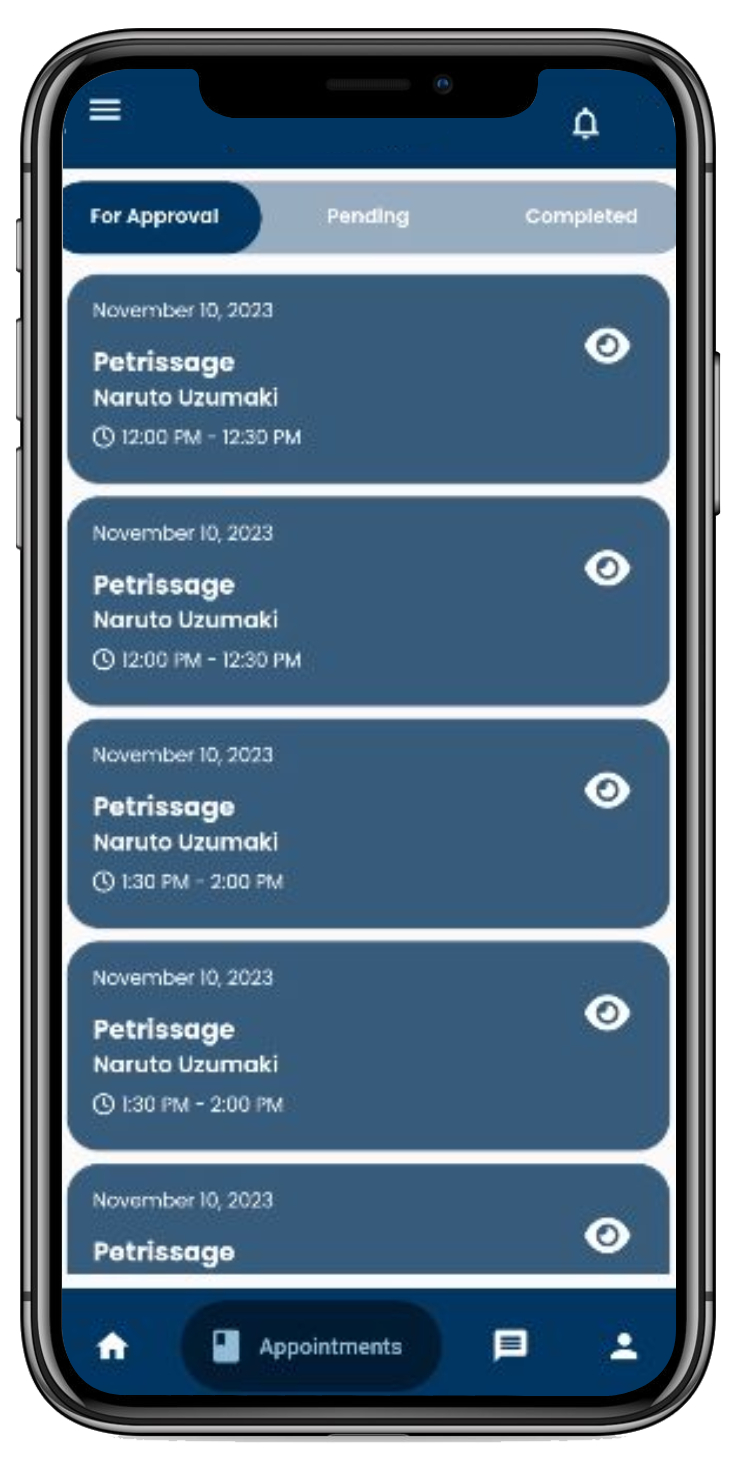 For Approval Pending Completed
November 10, 2023
Petrissage
Naruto Uzumaki
12:00 PM - 12:30 PM
November 10, 2023
Petrissage
Naruto Uzumaki
12:00 PM - 12:30 PM
November 10, 2023
Petrissage
Naruto Uzumaki
1:30 PM - 2:00 PM
November 10, 2023
Petrissage
Naruto Uzumaki
1:30 PM - 2:00 PM
November 10, 2023
Petrissage
Appointments